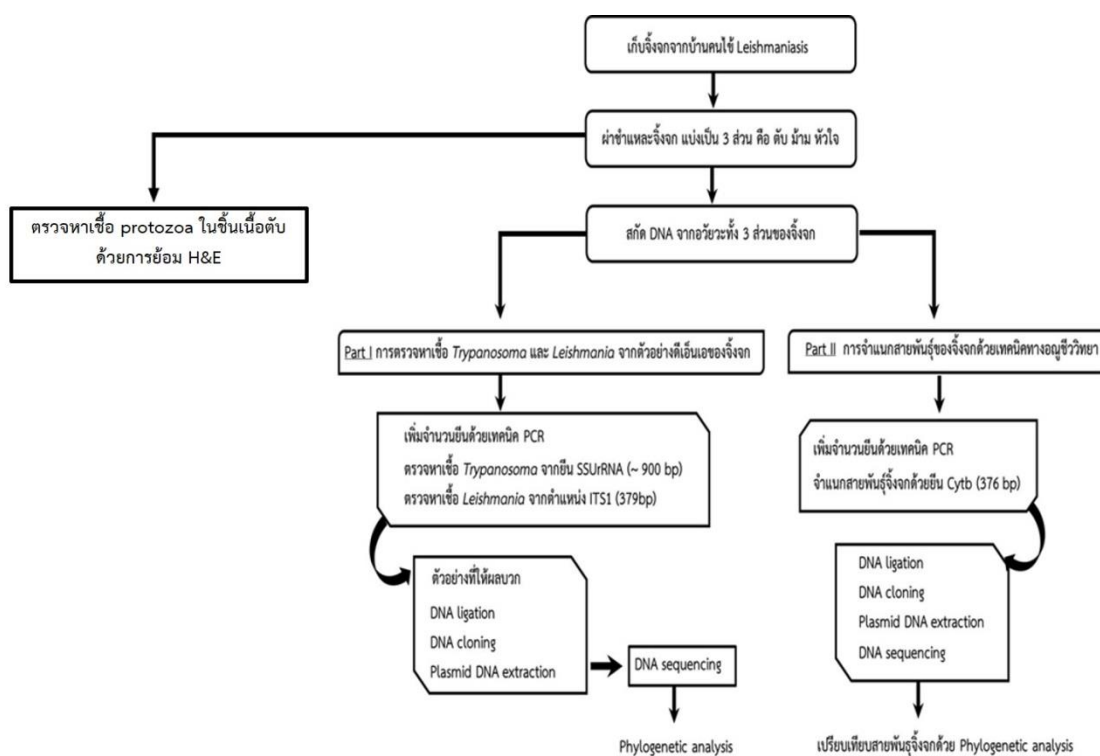 เก็บจิ้งจกจากบ้านคนไข้ Leishmaniasis
ผ่าชำแหละจิ้งจก แบ่งเป็น 3 ส่วน คือ ตับ ม้าม หัวใจ
ตรวจหาเชื้อ protozoa ในชิ้นเนื้อตับ
ด้วยการย้อม H&E
สกัด DNA จากอวัยวะทั้ง 3 ส่วนของจิ้งจก
Part I การตรวจหาเชื้อ Trypanosoma และ Leishmania จากตัวอย่างดีเอ็นเอของจิ้งจก
เพิ่มจำนวนยีนด้วยเทคนิค PCR
ตรวจหาเชื้อ Trypanosoma จากยีน SSUrRNA (~ 900 bp)
ตรวจหาเชื้อ Leishmania จากตำแหน่ง ITS1 (379bp)
ตัวอย่างที่ให้ผลบวก
DNA ligation
DNA cloning
Plasmid DNA extraction
DNA sequencing
Phylogenetic analysis
Part II การจำแนกสายพันธุ์ของจิ้งจกด้วยเทคนิคทางอณูชีววิทยา
เพิ่มจำนวนยีนด้วยเทคนิค PCR
จำแนกสายพันธุ์จิ้งจกด้วยยีน Cytb (376 bp)
DNA ligation
DNA cloning
Plasmid DNA extraction
DNA sequencing
เปรียบเทียบสายพันธุ์จิ้งจกด้วย Phylogenetic analysis